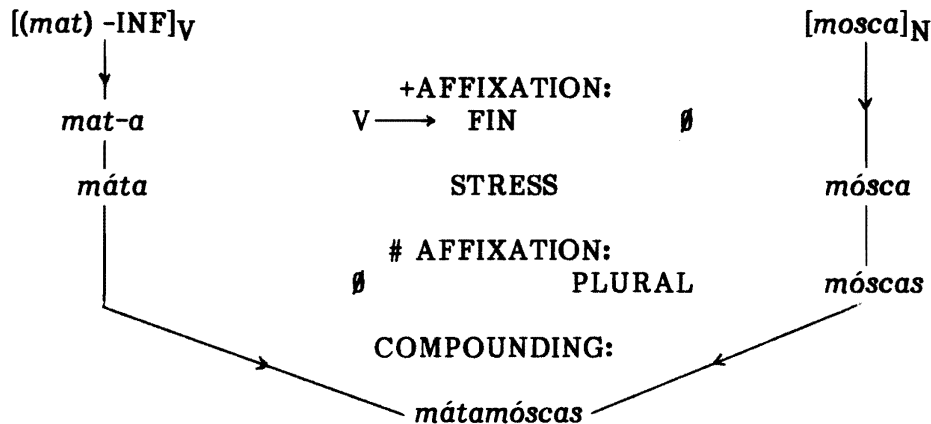 [(mat) -INF]V [mosca]N
+AFFIXATION:
mat-a V → FIN ∅
máta STRESS mósca
# AFFIXATION:
∅ PLURAL móscas
COMPOUNDING:
mátamóscas